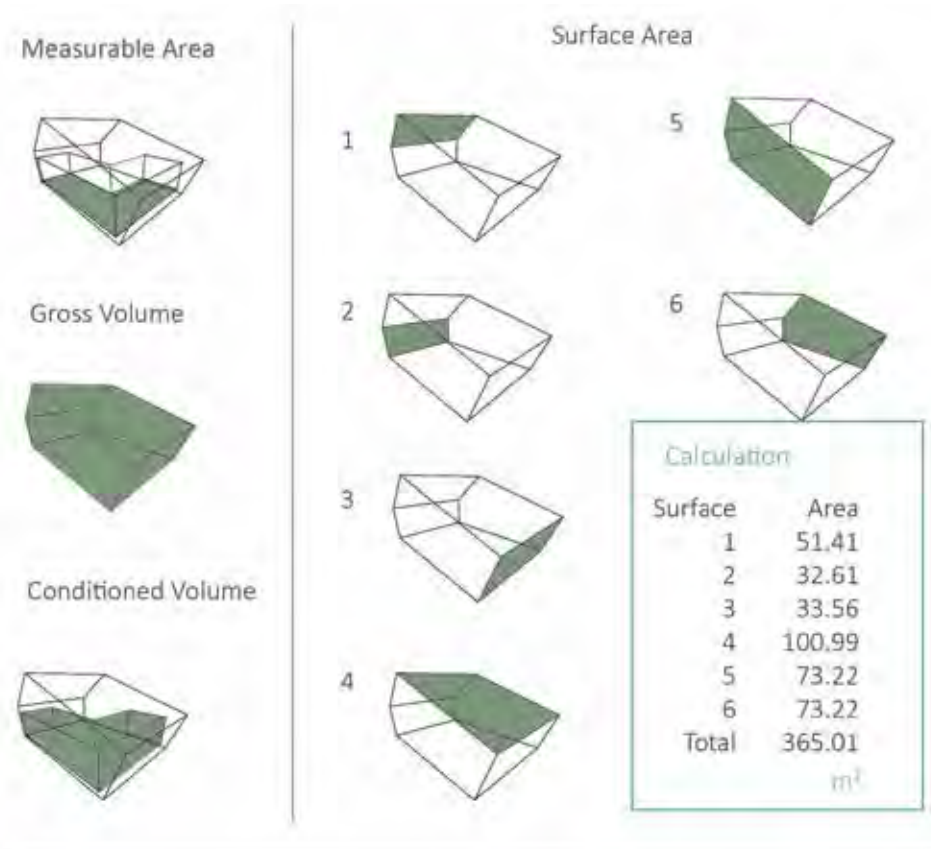 Measurable Area
Gross Volume
Conditioned Volume
Surface Area
1
2
3
4
5
6
Calculation
Surface Area
1 51.41
2 32.61
3 33.56
4 100.99
5 73.22
6 73.22
Total 365.01
m²